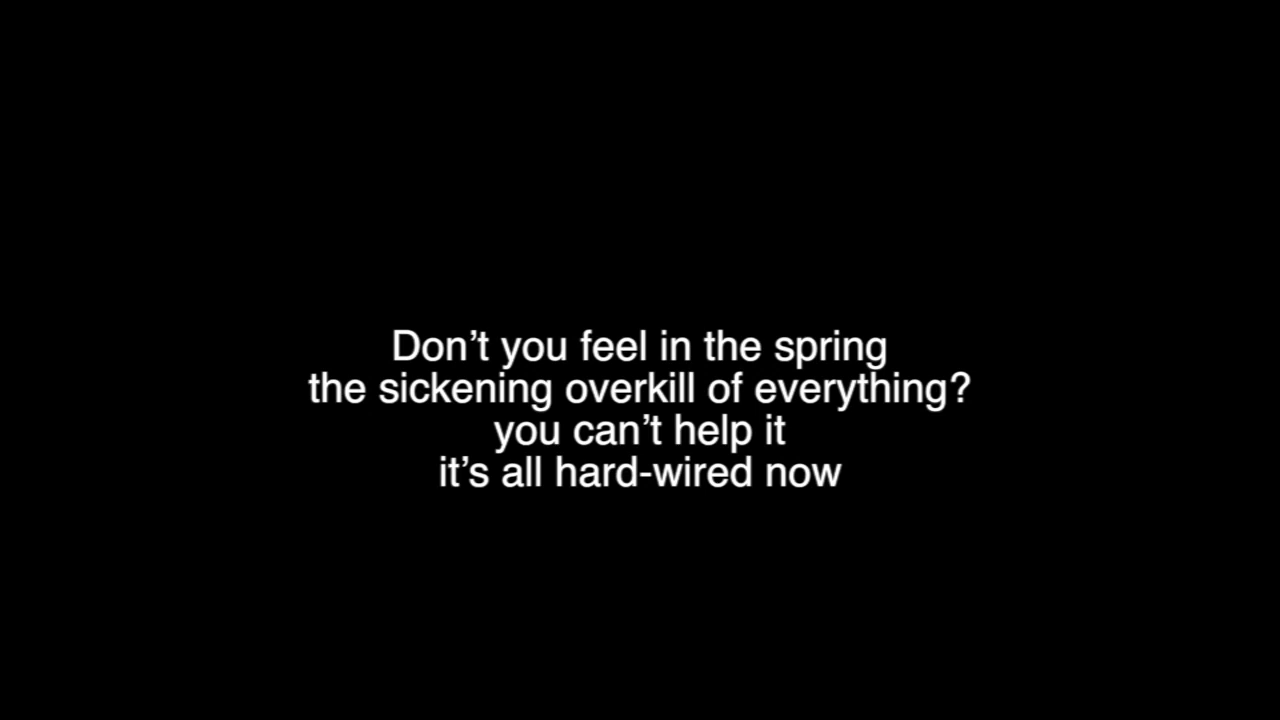 Don’t you feel in the spring
the sickening overkill of everything?
you can’t help it
it’s all hard-wired now